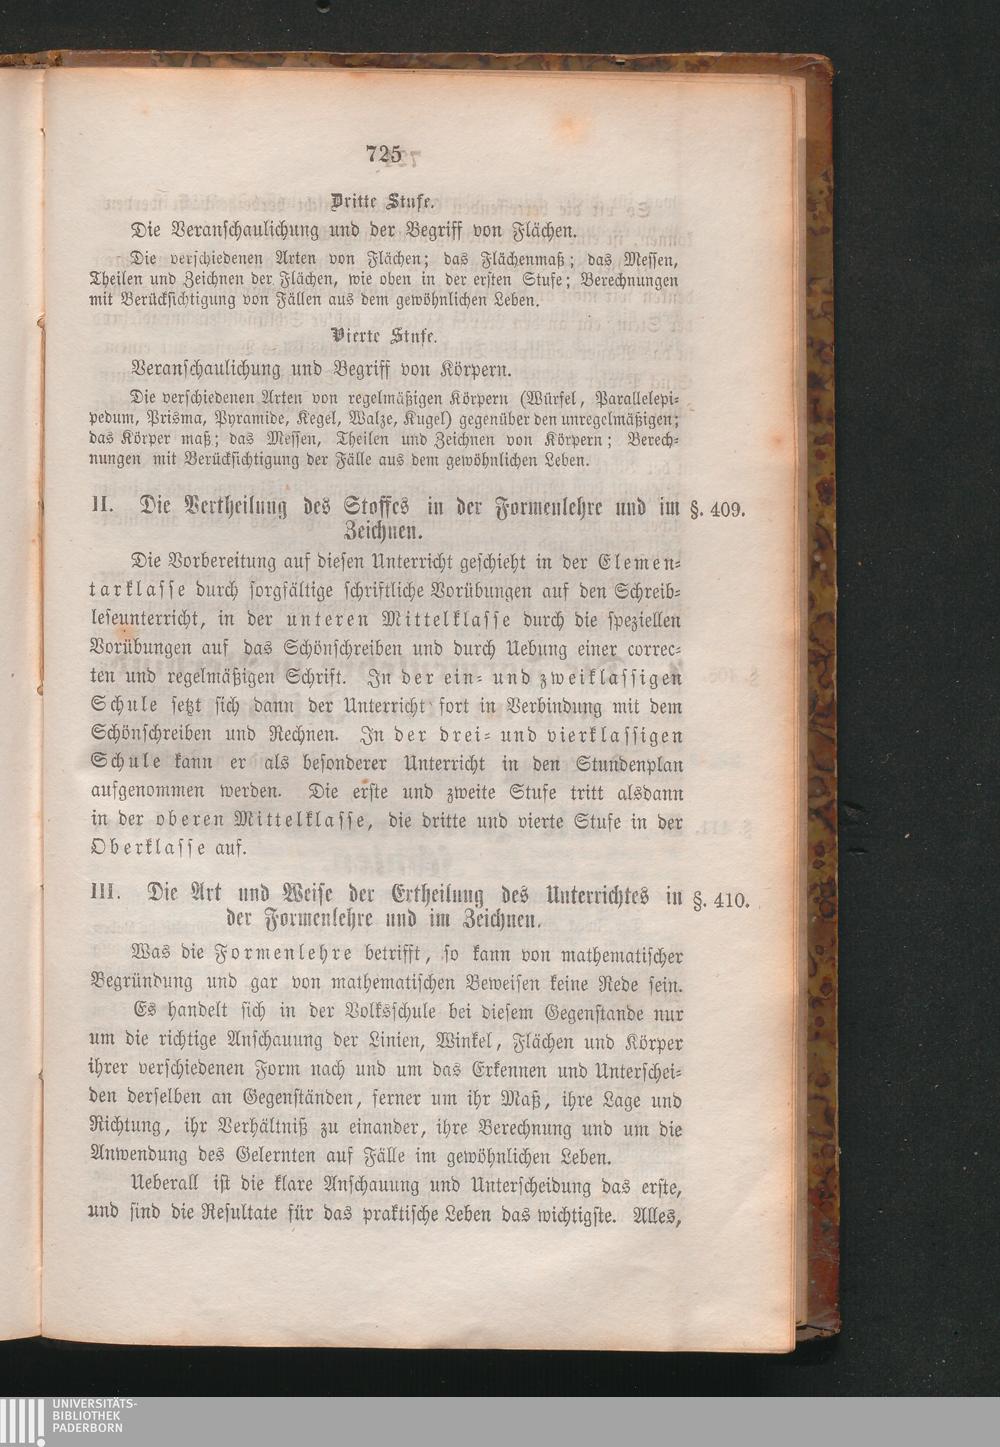 725
Dritte Stufe.
Die Veranschaulichung und der Begriff von Flächen.
Die verschiedenen Arten von Flächen; das Flächenmaß; das Messen,
Theilen und Zeichnen der Flächen, wie oben in der ersten Stufe; Berechnungen
mit Berücksichtigung von Fällen aus dem gewöhnlichen Leben.
Vierte Stufe.
Veranschaulichung und Begriff von Körpern.
Die verschiedenen Arten von regelmäßigen Körpern (Würfel, Parallelepi-
pedum, Prisma, Pyramide, Kegel, Walze, Kugel) gegenüber den unregelmäßigen;
das Körper maß; das Messen, Theilen und Zeichnen von Körpern; Berech-
nungen mit Berücksichtigung der Fälle aus dem gewöhnlichen Leben.
II. Die Vertheilung des Stoffes in der Formenlehre und im §. 409.
Zeichnen.
Die Vorbereitung auf diesen Unterricht geschieht in der Elemen-
tarklasse durch sorgfältige schriftliche Vorübungen auf den Schreib-
leseunterricht, in der unteren Mittelklasse durch die speziellen
Vorübungen auf das Schönschreiben und durch Uebung einer correc-
ten und regelmäßigen Schrift. In der ein- und zweiklassigen
Schule setzt sich dann der Unterricht fort in Verbindung mit dem
Schönschreiben und Rechnen. In der drei- und vierklassigen
Schule kann er als besonderer Unterricht in den Stundenplan
aufgenommen werden. Die erste und zweite Stufe tritt alsdann
in der oberen Mittelklasse, die dritte und vierte Stufe in der
Oberklasse auf.
III. Die Art und Weise der Ertheilung des Unterrichtes in §. 410.
der Formenlehre und im Zeichnen.
Was die Formenlehre betrifft, so kann von mathematischer
Begründung und gar von mathematischen Beweisen keine Rede sein.
Es handelt sich in der Volksschule bei diesem Gegenstande nur
um die richtige Anschauung der Linien, Winkel, Flächen und Körper
ihrer verschiedenen Form nach und um das Erkennen und Unterschei-
den derselben an Gegenständen, ferner um ihr Maß, ihre Lage und
Richtung, ihr Verhältniß zu einander, ihre Berechnung und um die
Anwendung des Gelernten auf Fälle im gewöhnlichen Leben.
Ueberall ist die klare Anschauung und Unterscheidung das erste,
und sind die Resultate für das praktische Leben das wichtigste. Alles,
UNIVERSITÄTS-
BIBLIOTHEK
PADERBORN